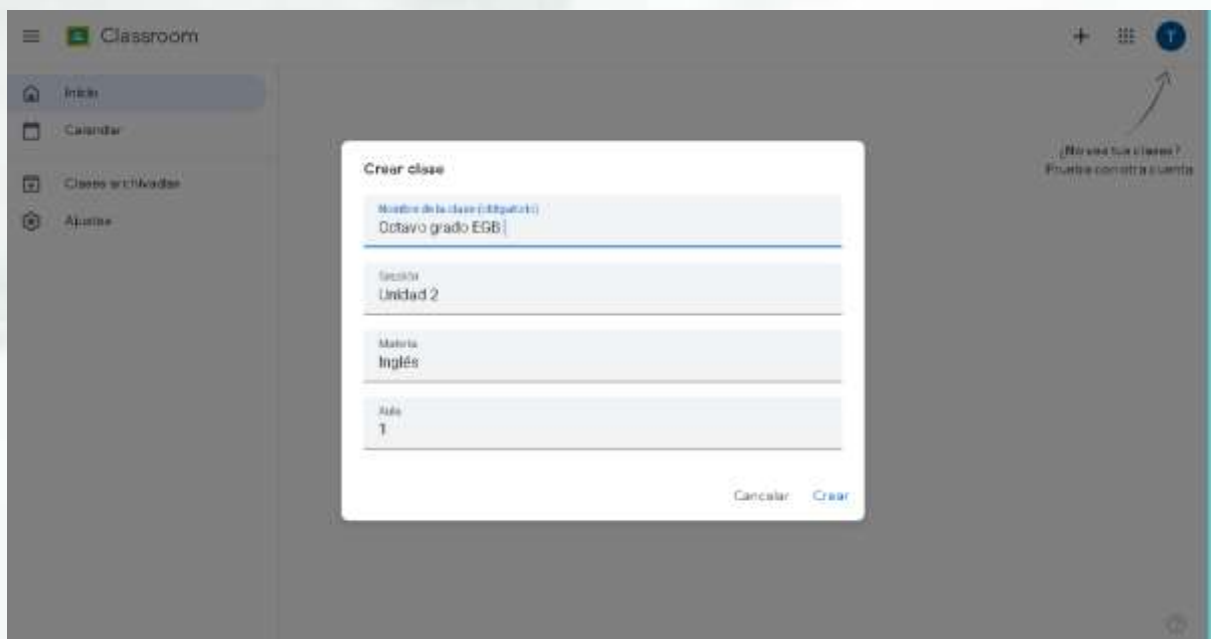 Classroom
T
Inicio
Calendar
Clases archivadas
Ajustes
¿No ves tus clases?
Prueba con otra cuenta
Crear clase
Nombre de la clase (obligatorio)
Octavo grado EGB
Sección
Unidad 2
Materia
Inglés
Aula
1
Cancelar Crear